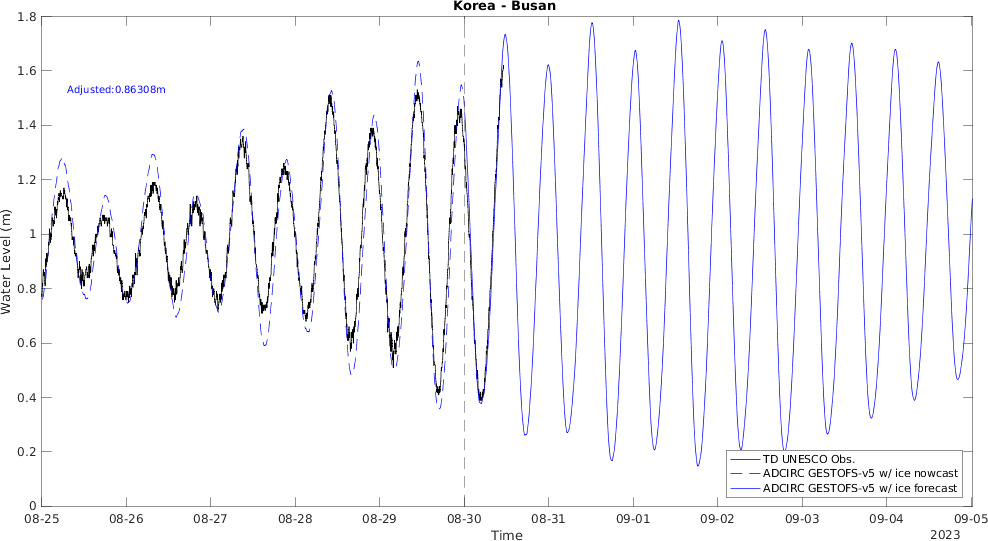 Korea - Busan
1.8
1.6
1.4
1.2
1
0.8
0.6
0.4
0.2
0
Water Level (m)
Adjusted:0.86308m
TD UNESCO Obs.
ADCIRC GESTOFS-v5 w/ ice nowcast
ADCIRC GESTOFS-v5 w/ ice forecast
08-25 08-26 08-27 08-28 08-29 08-30 08-31 09-01 09-02 09-03 09-04 09-05
Time
2023